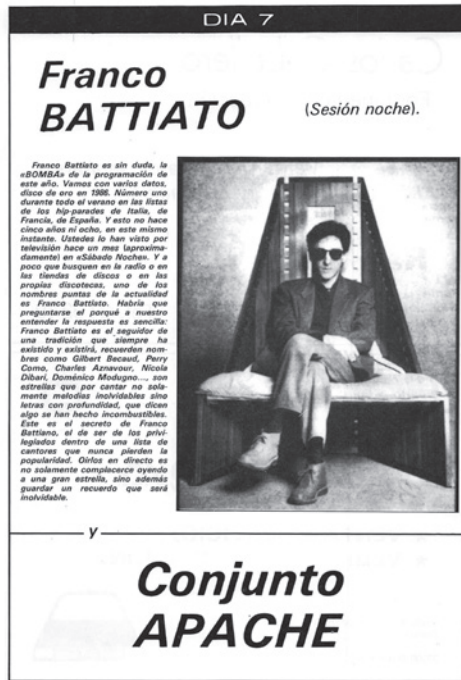 DIA 7
Franco
BATTIATO
(Sesión noche).
Franco Battiato es sin duda, la
«BOMBA» de la programación de
este año. Vamos con varios datos,
disco de oro en 1986. Número uno
durante todo el verano en las listas
de los hip-parades de Italia, de
Francia, de España. Y esto no hace
cinco años ni ocho, en este mismo
instante. Ustedes lo han visto por
televisión hace un mes (aproxima-
damente) en «Sábado Noche». Y a
poco que busquen en la radio o en
las tiendas de discos o en las
propias discotecas, uno de los
nombres puntas de la actualidad
es Franco Battiato. Habría que
preguntarse el porqué a nuestro
entender la respuesta es sencilla:
Franco Battiato es el seguidor de
una tradición que siempre ha
existido y existirá, recuerden nom-
bres como Gilbert Becaud, Perry
Como, Charles Aznavour, Nicola
Dibari, Doménico Modugno..., son
estrellas que por cantar no sola-
mante melodías inolvidables sino
letras con profundidad, que dicen
algo se han hecho incombustibles.
Este es el secreto de Franco
Battiano, el de ser de los privi-
legiados dentro de una lista de
cantores que nunca pierden la
popularidad. Oirlos en directo es
no solamente complacerce oyendo
a una gran estrella, sino además
guardar un recuerdo que será
inolvidable.
y
Conjunto
APACHE